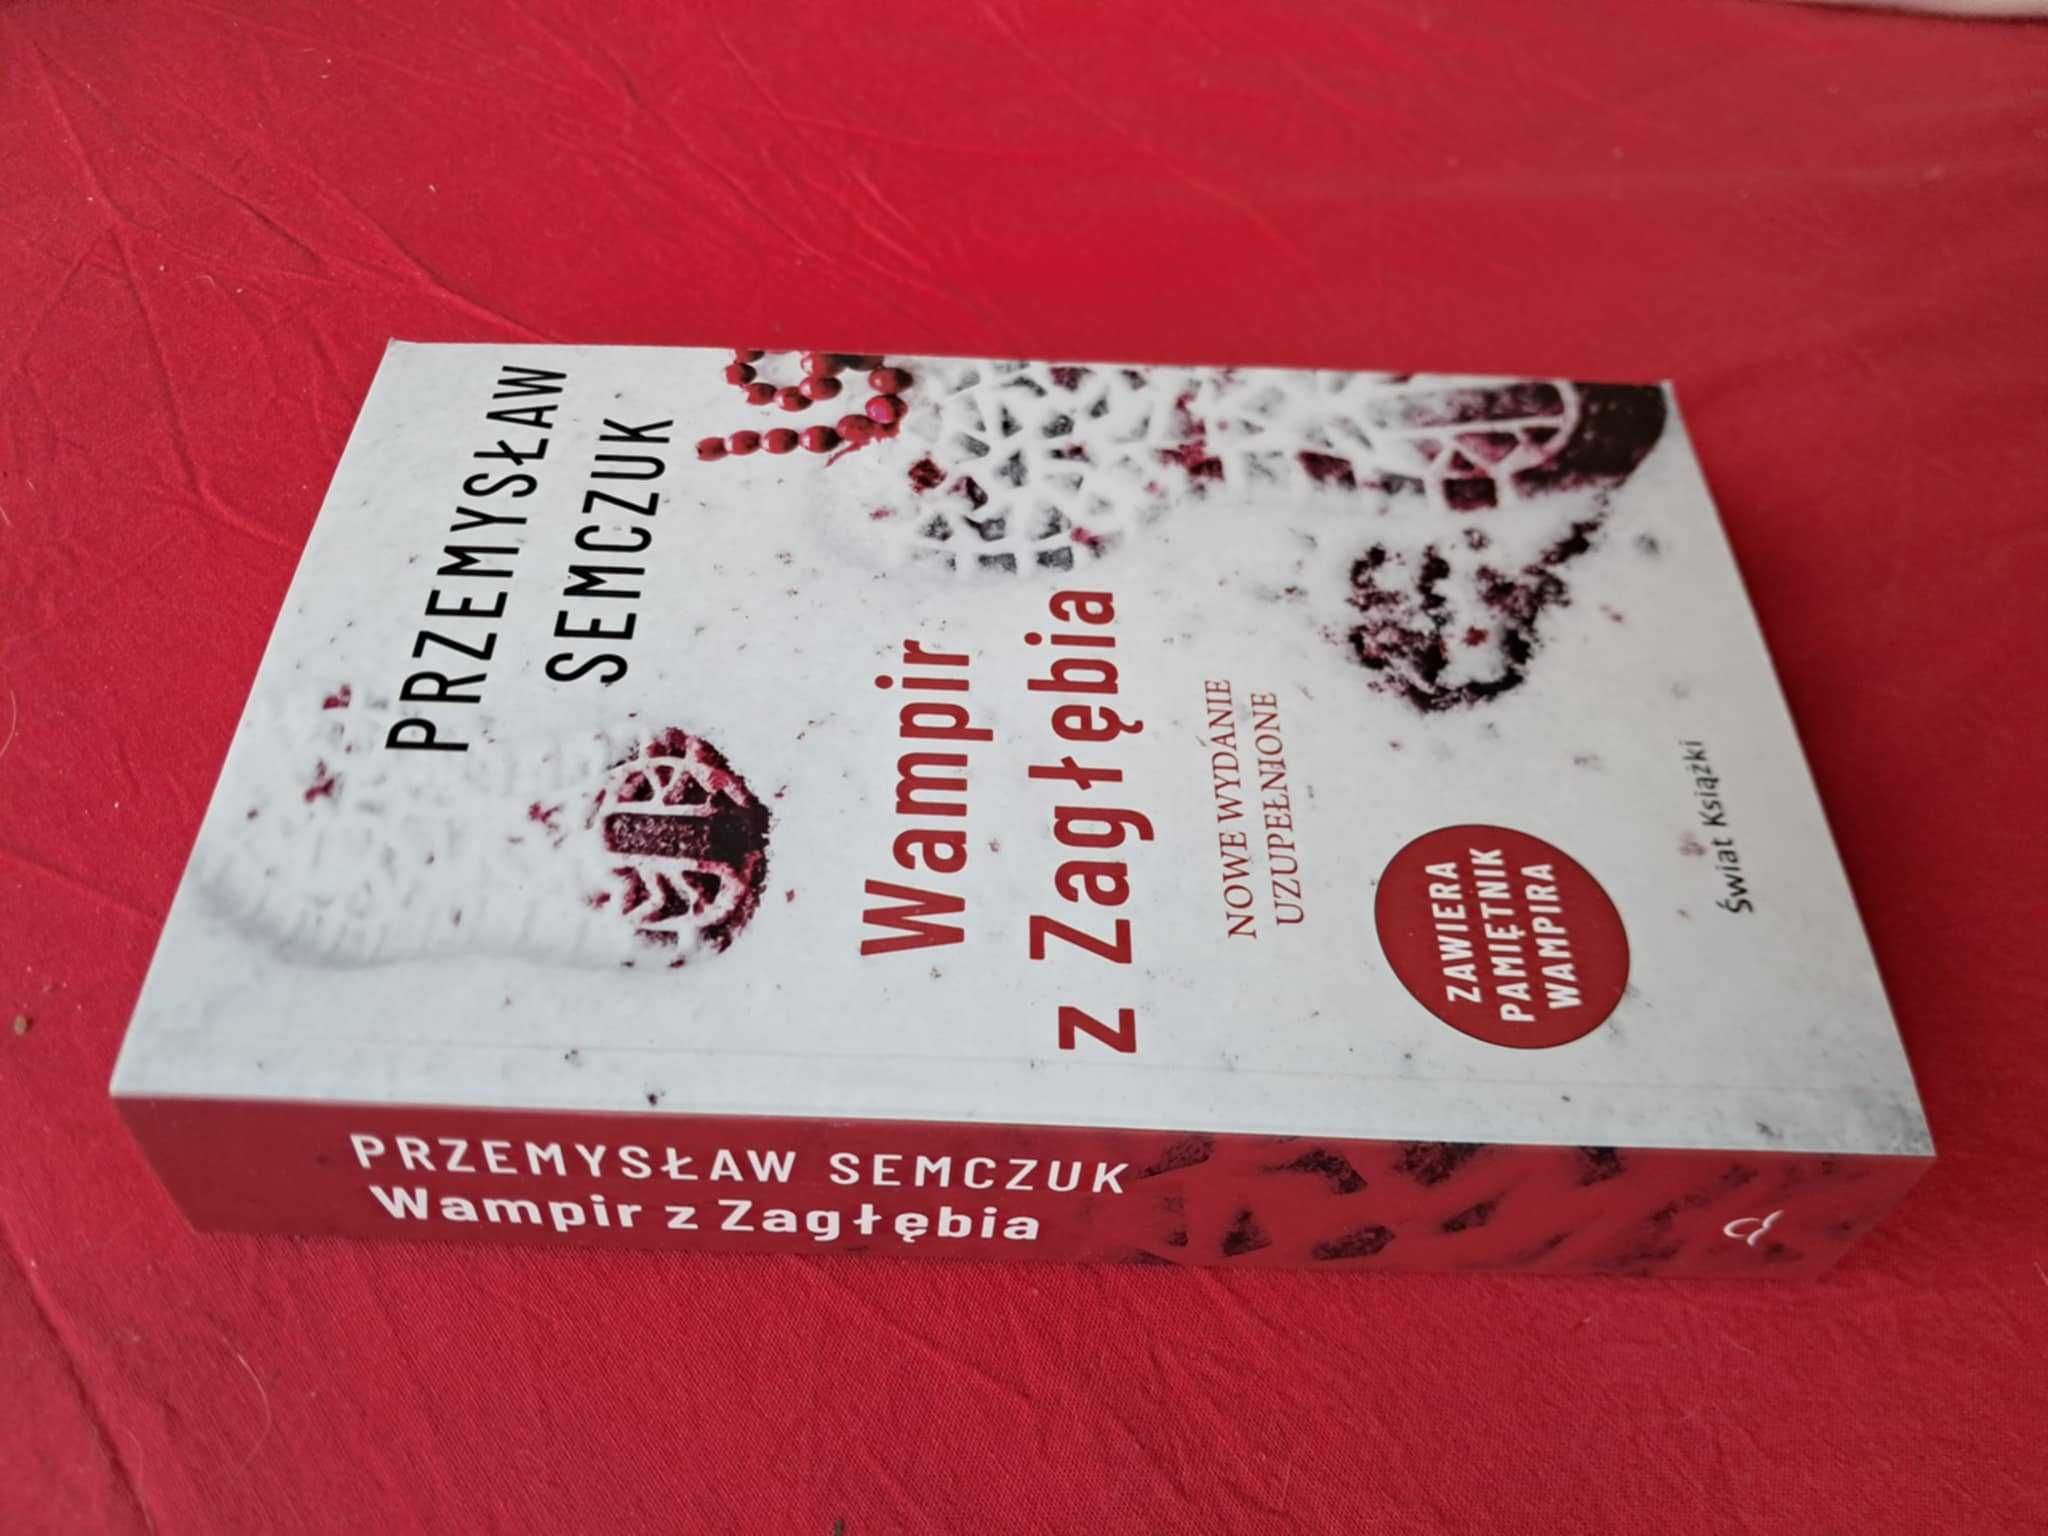 PRZEMYSŁAW
SEMCZUK
Wampir
z Zagłębia
NOWE WYDANIE
UZUPEŁNIONE
ZAWIERA
PAMIĘTNIK
WAMPIRA
Świat Książki
PRZEMYSŁAW SEMCZUK
Wampir z Zagłębia